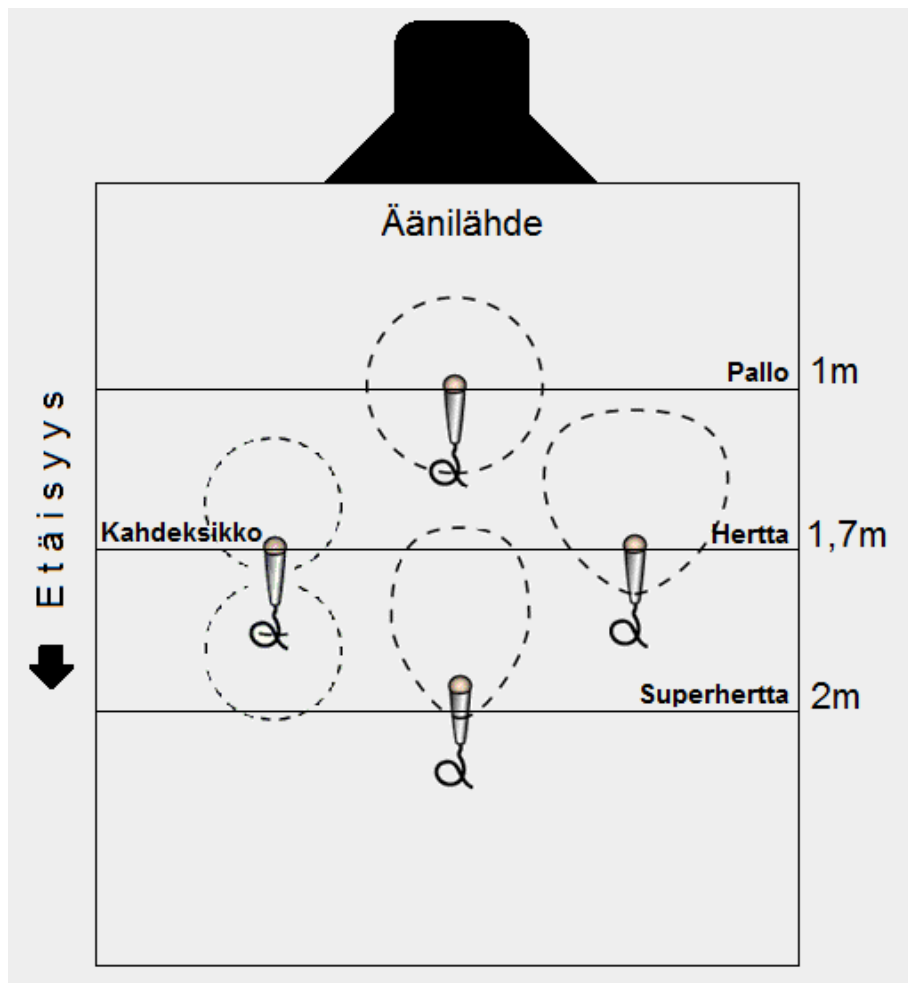 Äänilähde
Pallo 1m
Kahdeksikko Hertta 1,7m
Superhertta 2m
Etäisyys